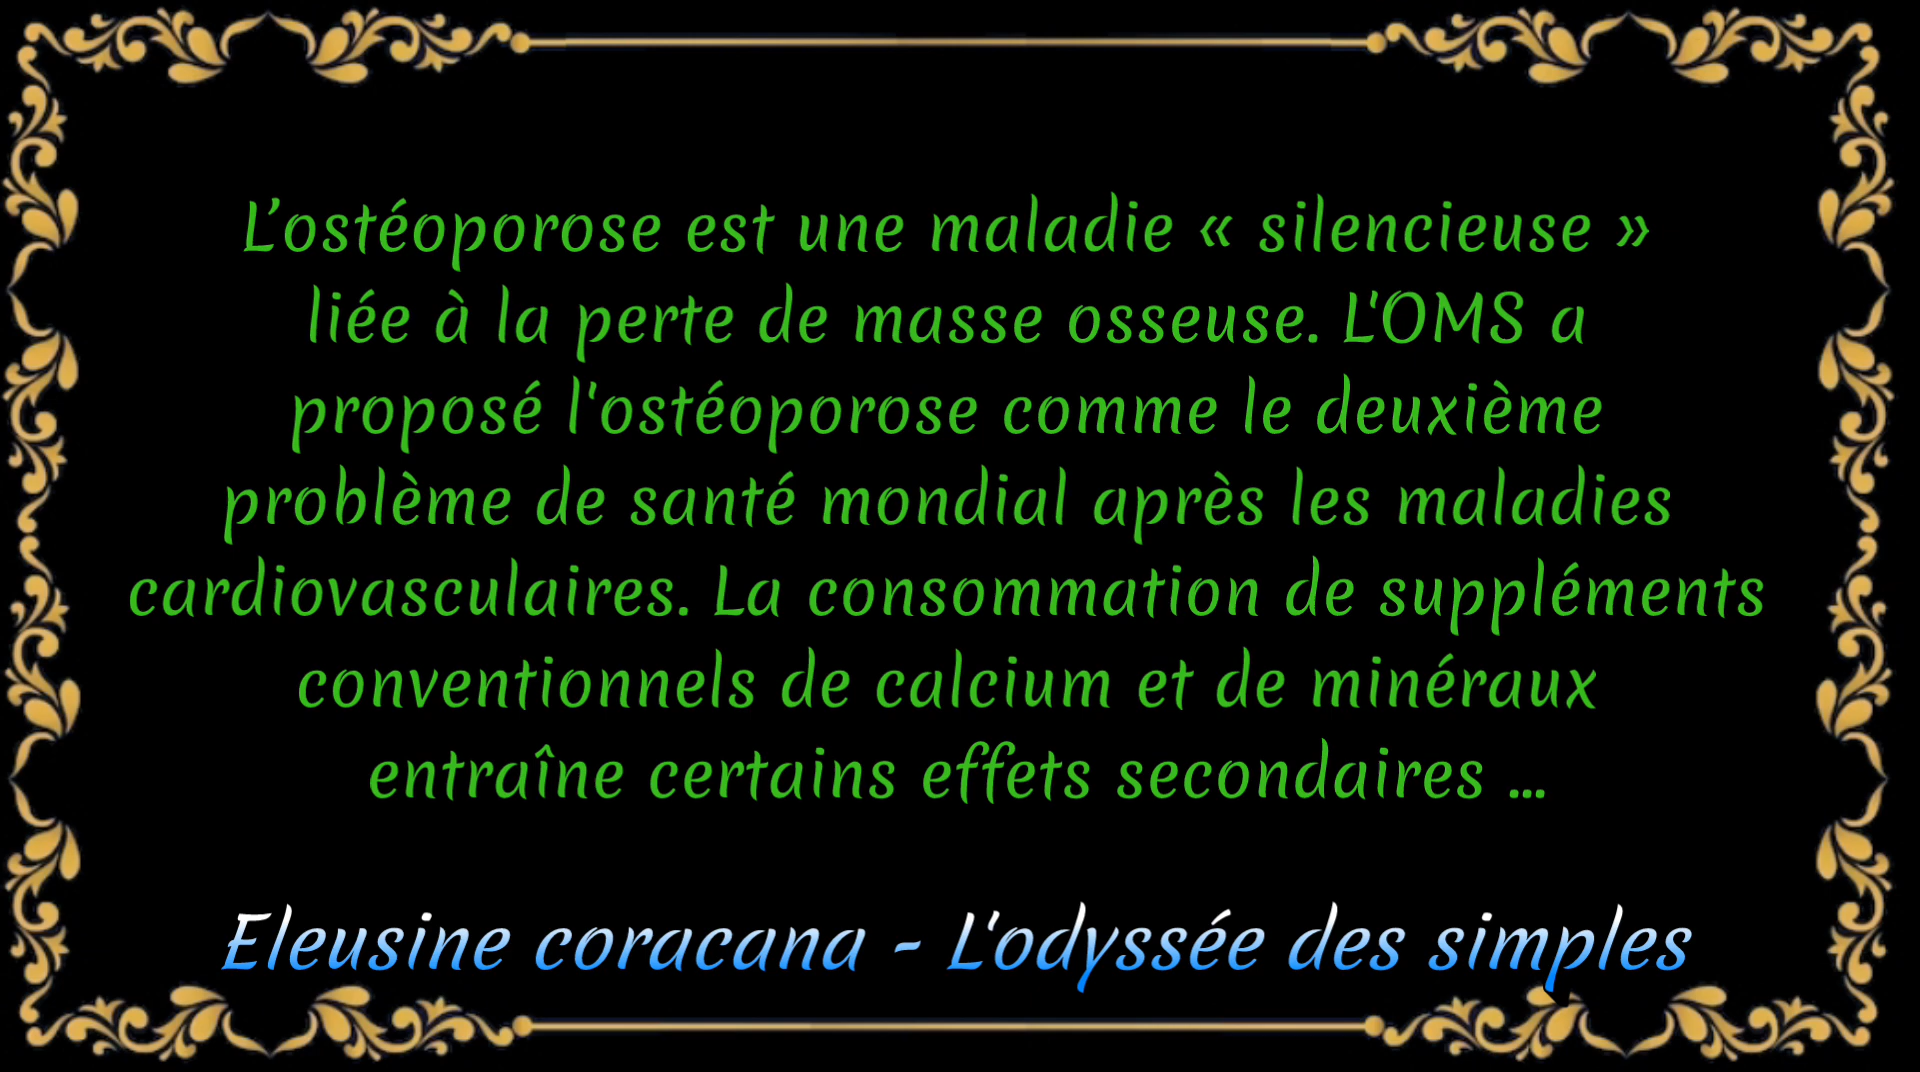 L’ostéoporose est une maladie « silencieuse »
liée à la perte de masse osseuse. L'OMS a
proposé l'ostéoporose comme le deuxième
problème de santé mondial après les maladies
cardiovasculaires. La consommation de suppléments
conventionnels de calcium et de minéraux
entraîne certains effets secondaires ...
Eleusine coracana - L'odyssée des simples